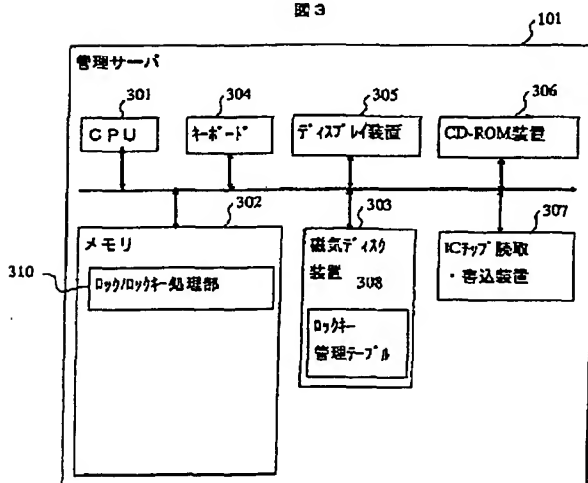 図3
101
管理サーバ
301
304
305
306
CPU
キーボード
ディスプレイ装置
CD-ROM装置
302
303
307
メモリ
磁気ディスク
装置 308
ICチップ読取
・書込装置
310
ロック/ロックキー処理部
ロックキー
管理テーブル